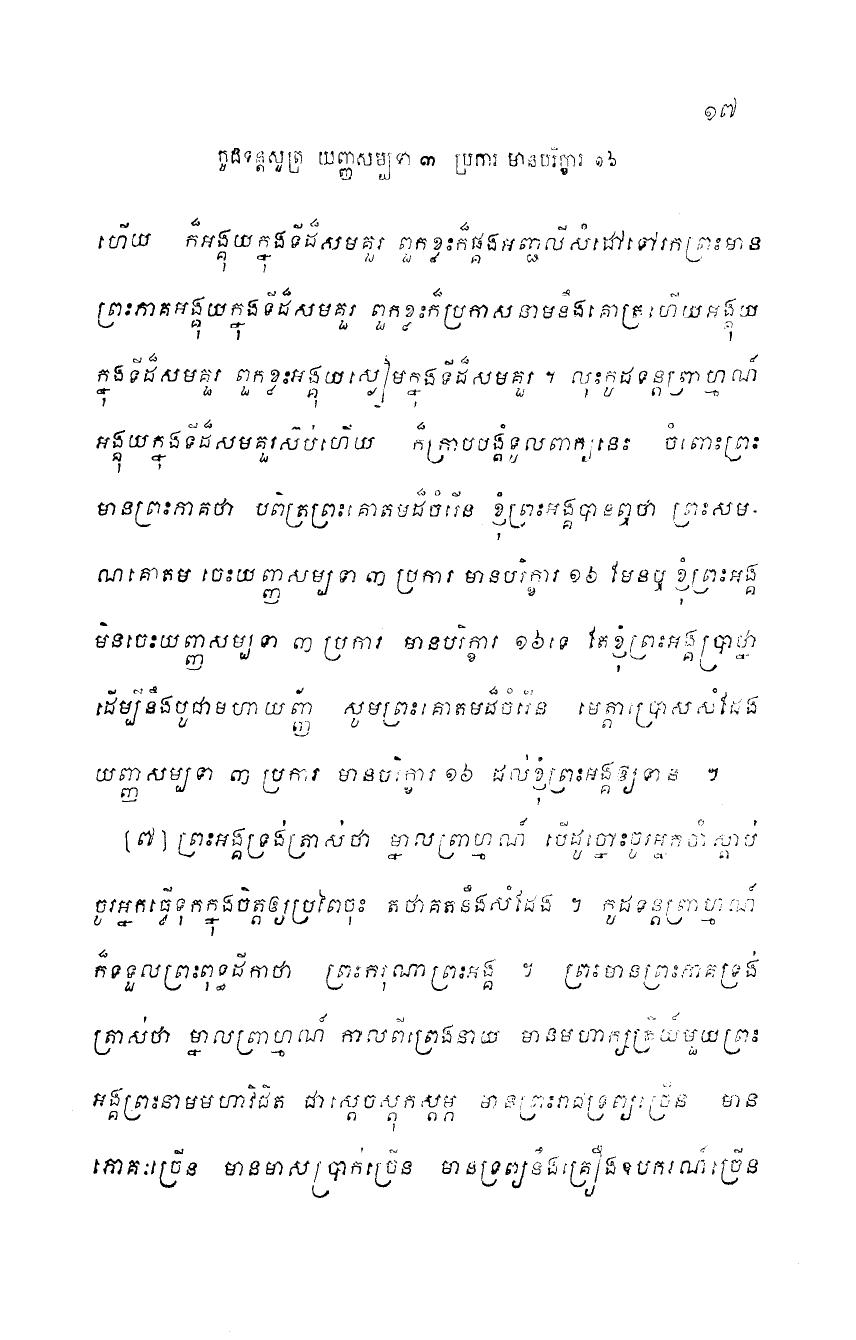 ១៧
កូដទន្តសូត្រ យញ្ញសម្បទា ៣ ប្រការ មានបរិក្ខារ ១៦
ហើយ ក៏អង្គុយក្នុងទីដ៏សមគួរ ពួកខ្លះក៏ផ្គងអញ្ជលីសំដៅទៅរកព្រះមាន
ព្រះភាគអង្គុយក្នុងទីដ៏សមគួរ ពួកខ្លះក៏ប្រកាសនាមនឹងគោត្រហើយអង្គុយ
ក្នុងទីដ៏សមគួរ ពួកខ្លះអង្គុយស្ងៀមក្នុងទីដ៏សមគួរ ។ លុះកូដទន្តព្រាហ្មណ៍
អង្គុយក្នុងទីដ៏សមគួរស៊ប់ហើយ ក៏ក្រាបបង្គំទូលពាក្យនេះ ចំពោះព្រះ
មានព្រះភាគថា បពិត្រព្រះគោតមដ៏ចំរើន ខ្ញុំព្រះអង្គបានឮថា ព្រះសម-
ណគោតម ចេះយញ្ញសម្បទា ៣ ប្រការ មានបរិក្ខារ ១៦ មែនឬ ខ្ញុំព្រះអង្គ
មិនចេះយញ្ញសម្បទា ៣ ប្រការ មានបរិក្ខារ ១៦ទេ តែខ្ញុំព្រះអង្គប្រាថ្នា
ដើម្បីនឹងបូជាមហាយញ្ញ័ សូមព្រះគោតមដ៏ចំរើន មេត្តាប្រោសសំដែង
យញ្ញសម្បទា ៣ ប្រការ មានបរិក្ខារ ១៦ ដល់ខ្ញុំព្រះអង្គឱ្យទាន ។
[៧] ព្រះអង្គទ្រង់ត្រាស់ថា ម្នាលព្រាហ្មណ៍ បើដូច្នោះចូរអ្នកចាំស្តាប់
ចូរអ្នកធ្វើទុកក្នុងចិត្តឲ្យប្រពៃចុះ តថាគតនឹងសំដែង ។ កូដទន្តព្រាហ្មណ៍
ក៏ទទួលព្រះពុទ្ធដីកាថា ព្រះករុណាព្រះអង្គ ។ ព្រះមានព្រះភាគទ្រង់
ត្រាស់ថា ម្នាលព្រាហ្មណ៍ កាលពីព្រេងនាយ មានមហាក្សត្រិយ៍មួយព្រះ
អង្គព្រះនាមមហាវិជិត ជាស្តេចស្តុកស្តម្ភ មានព្រះរាជទ្រព្យច្រើន មាន
ភោគៈច្រើន មានមាសប្រាក់ច្រើន មានទ្រព្យនឹងគ្រឿងឧបករណ៍ច្រើន